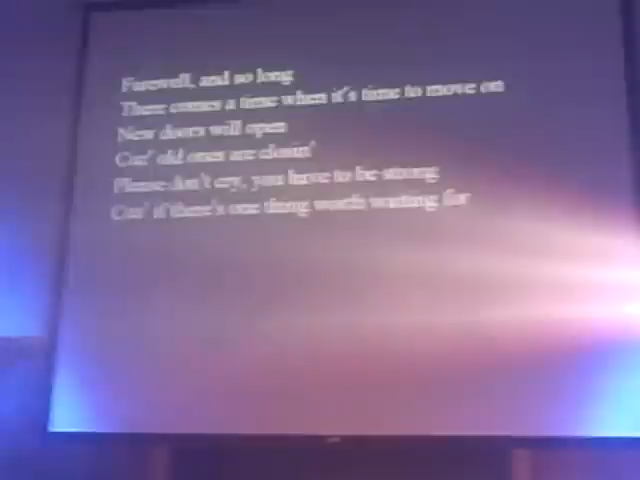 Farewell, and so long
There comes a time when it's time to move on
New doors will open
Cuz' old ones are closin'
Please don't cry, you have to be strong
Cuz' if there's one thing worth waiting for